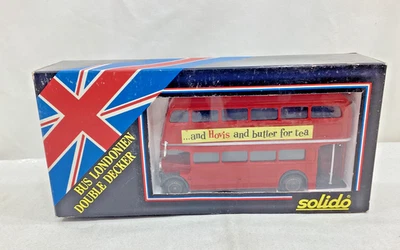 BUS LONDONIEN
DOUBLE DECKER
...and Hovis and butter for tea
solido